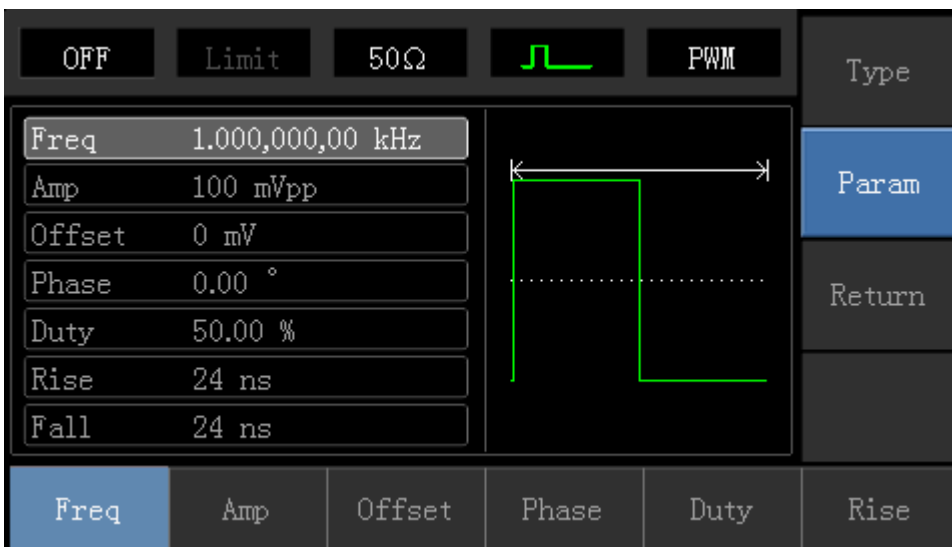 OFF Limit 50Ω PWM
Type
Freq 1.000,000,00 kHz
Amp 100 mVpp
Offset 0 mV
Phase 0.00 °
Duty 50.00 %
Rise 24 ns
Fall 24 ns
Param
Return
Freq Amp Offset Phase Duty Rise